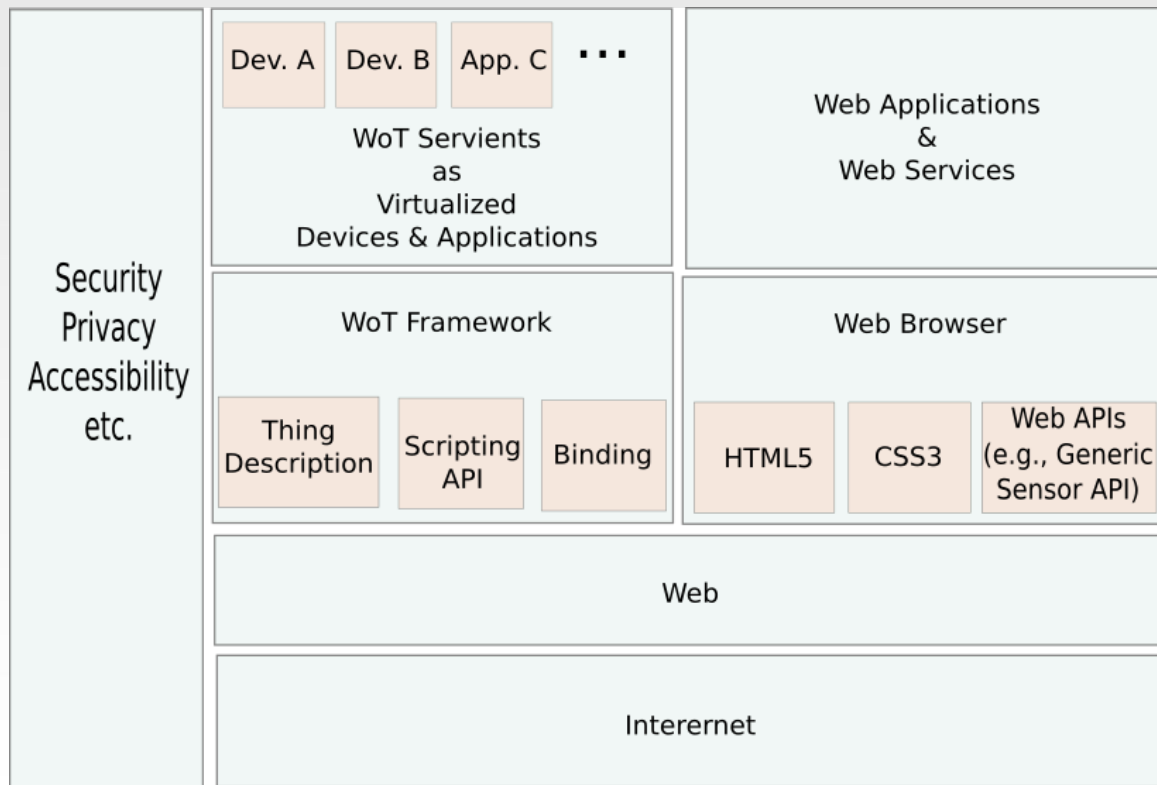 Security
Privacy
Accessibility
etc.
Dev. A
Dev. B
App. C
...
WoT Servients
as
Virtualized
Devices & Applications
Web Applications
&
Web Services
WoT Framework
Thing
Description
Scripting
API
Binding
Web Browser
HTML5
CSS3
Web APIs
(e.g., Generic
Sensor API)
Web
Interernet